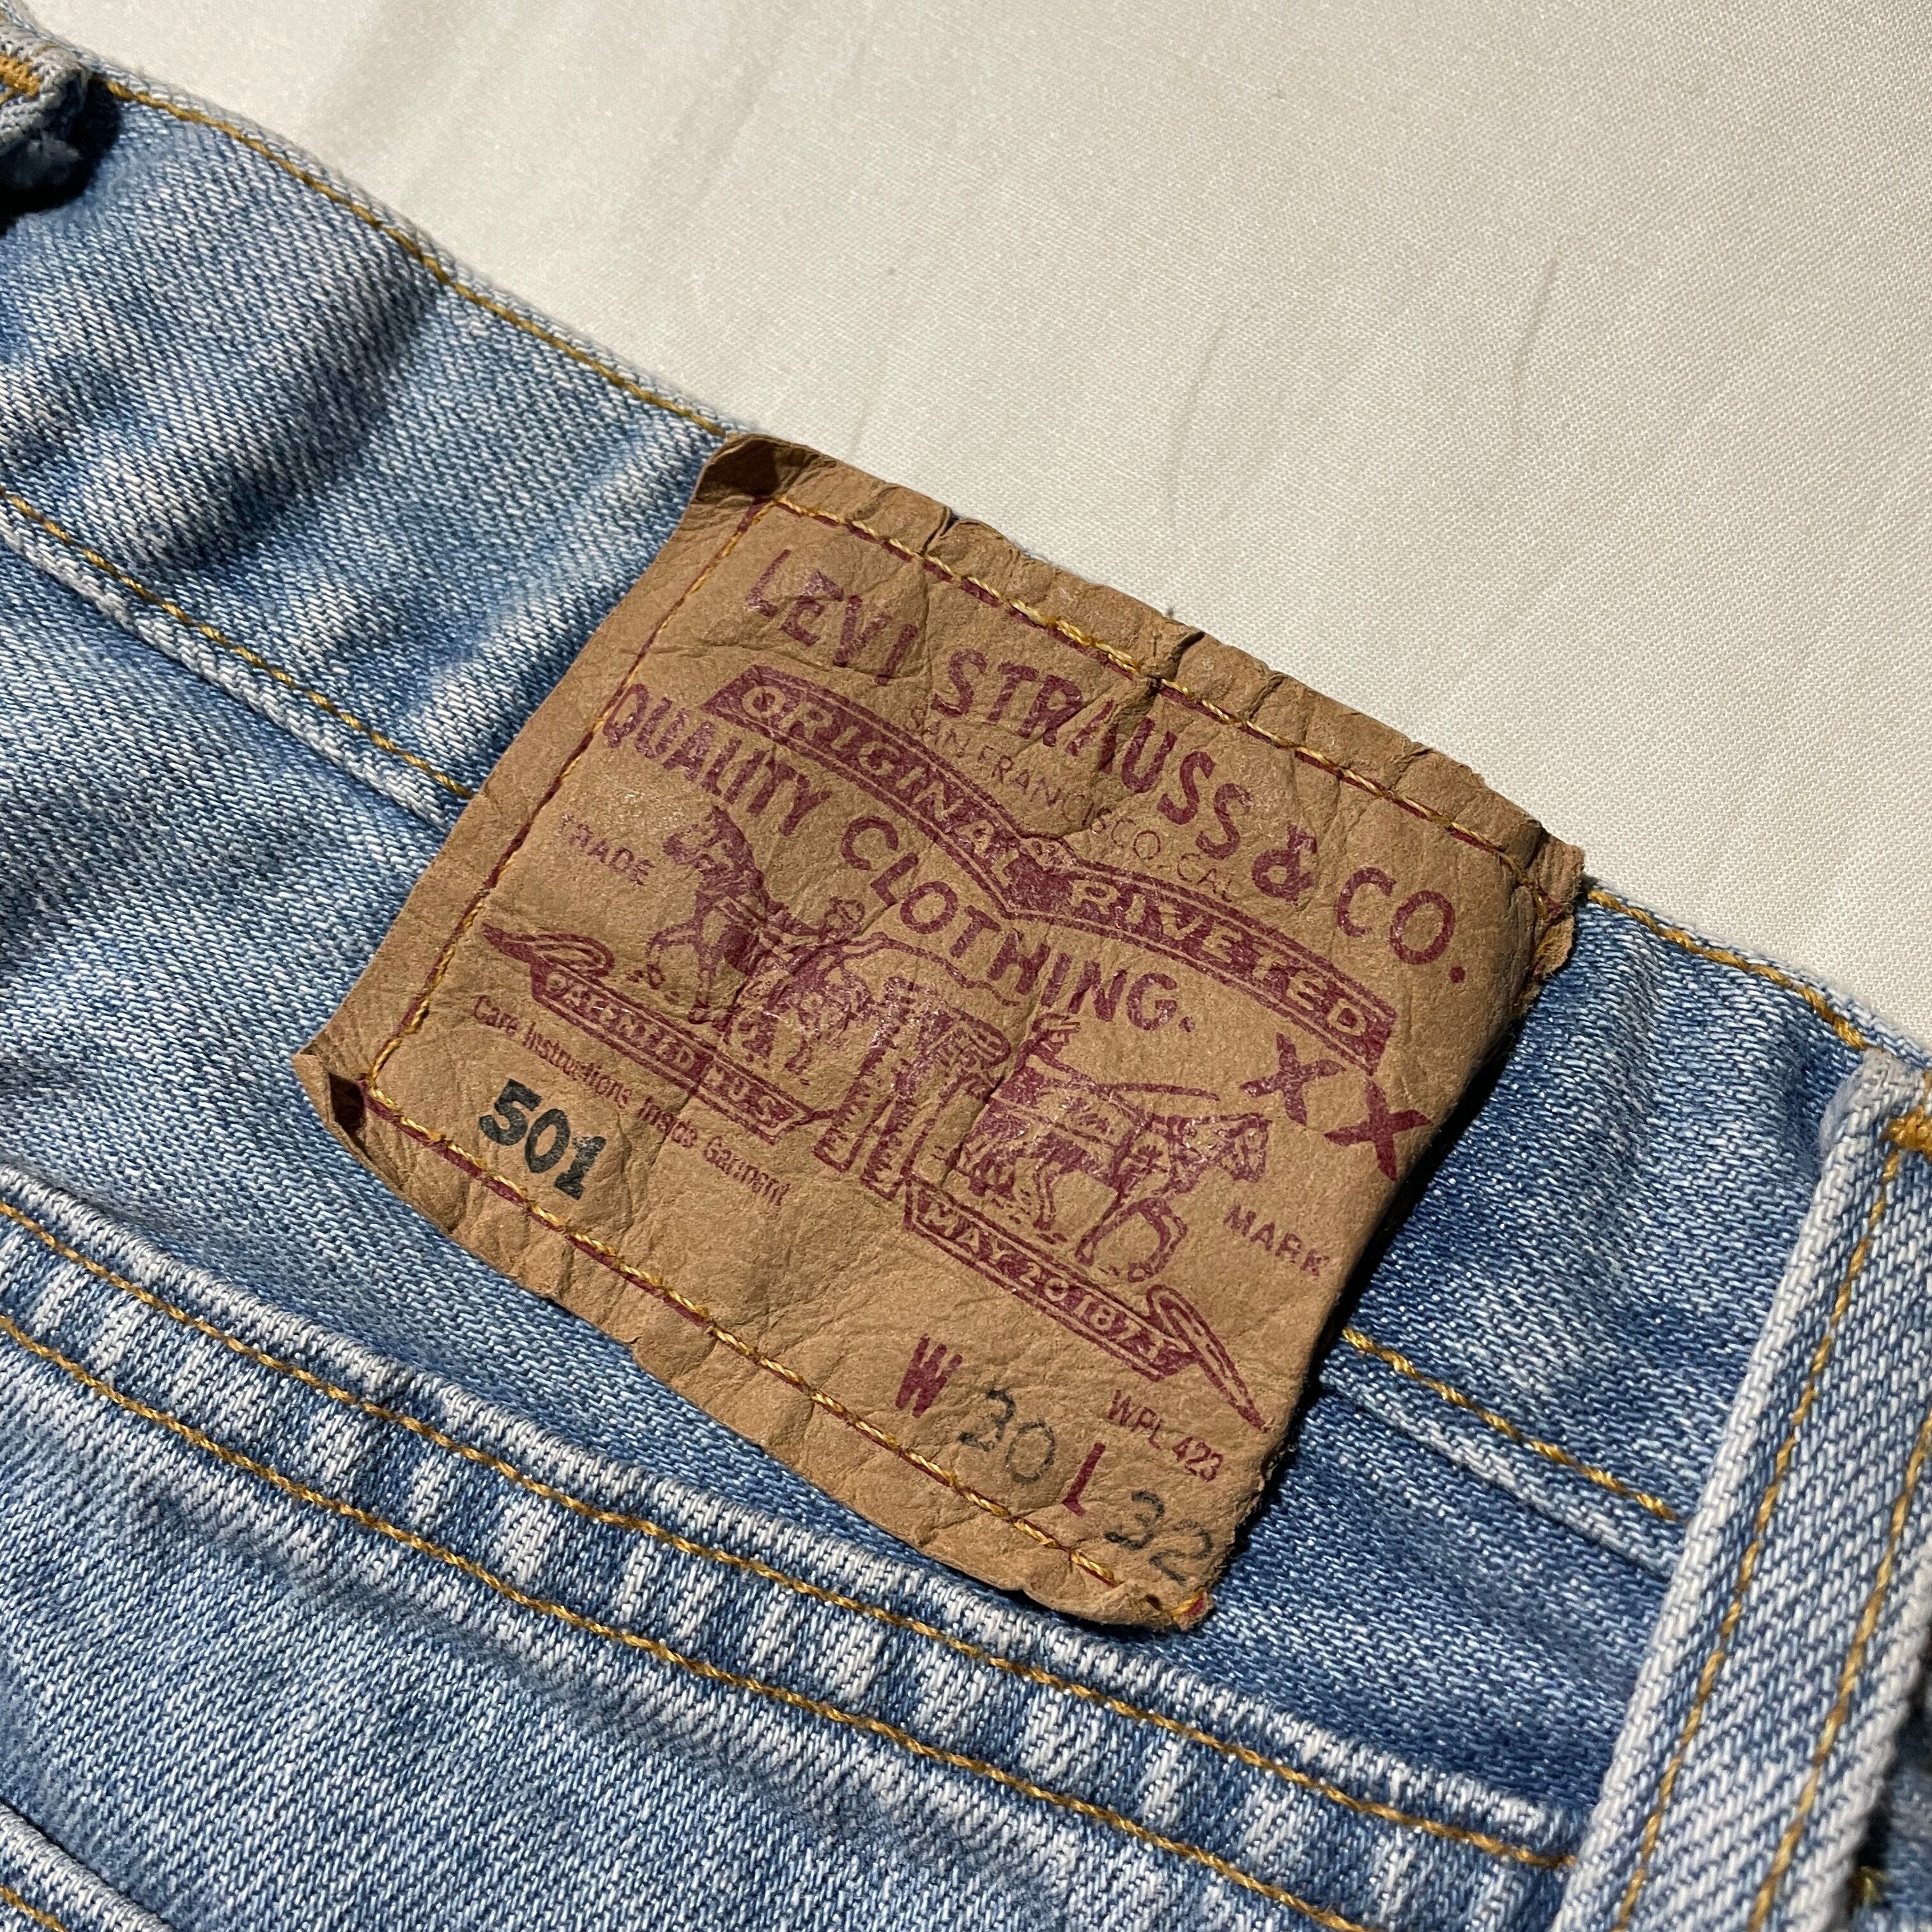 LEVI STRAUSS & CO.
SAN FRANCISCO. CAL
ORIGINAL RIVETED
QUALITY CLOTHING.
TRADE
XX
MARK
PATENTED IN U.S.
MAY 20 1873
Care Instructions Inside Garment
501
WPL 423
W 30 L 32